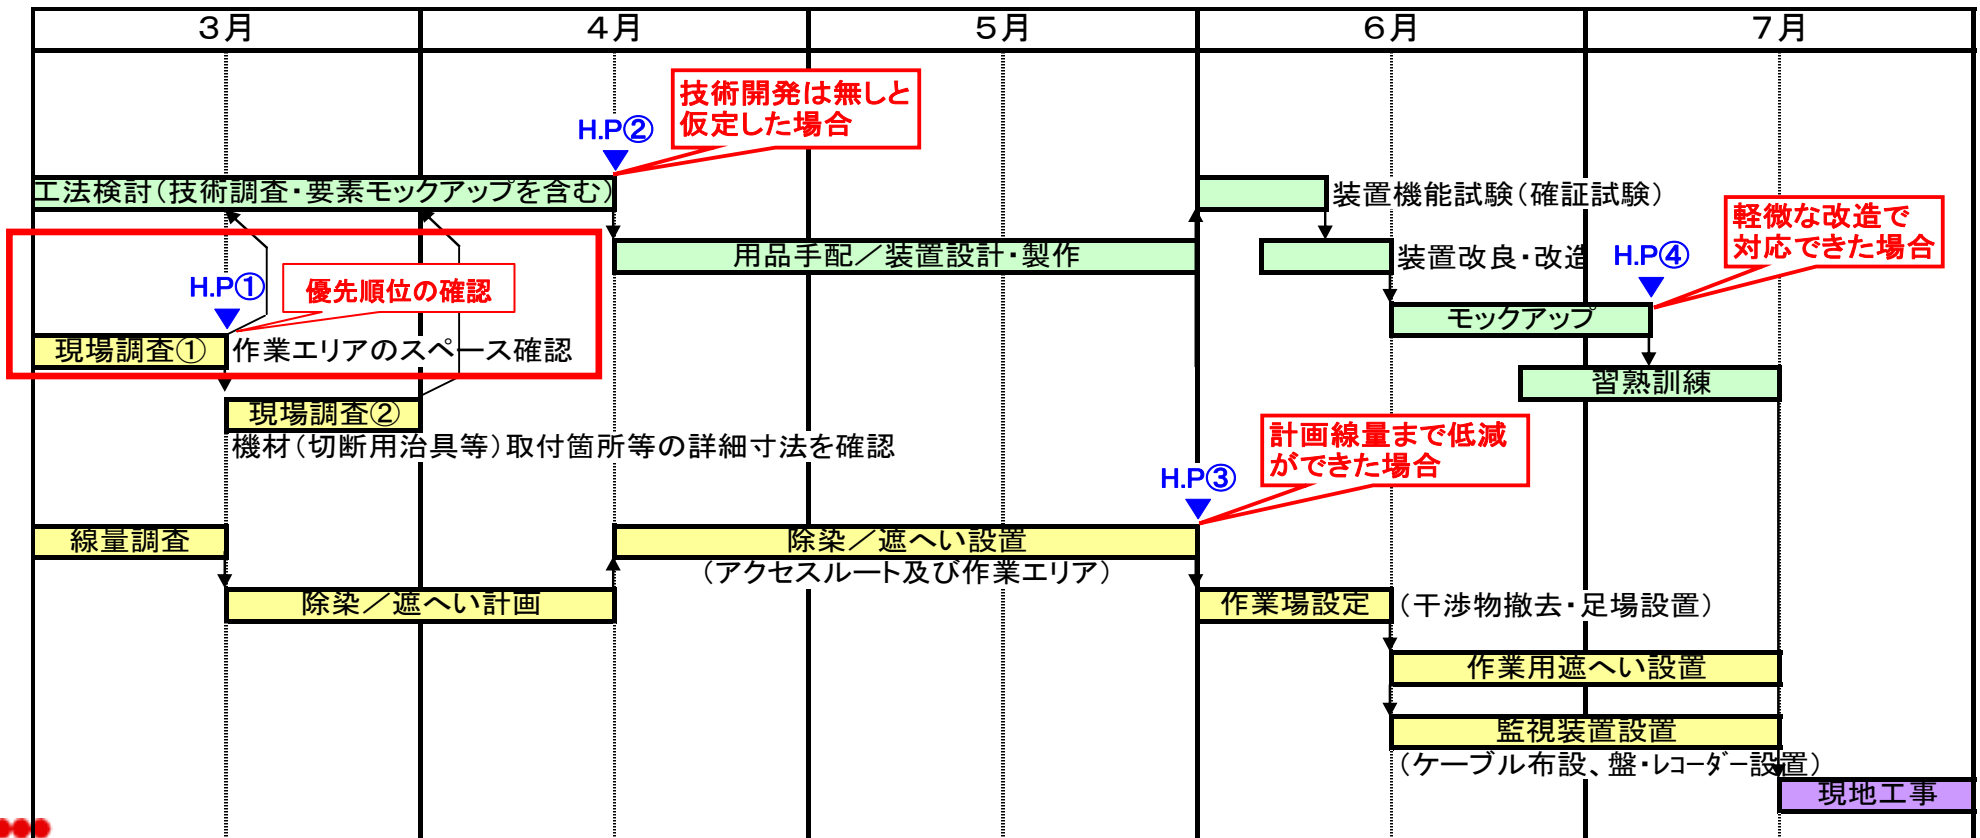 3月
4月
5月
6月
7月
技術開発は無しと
仮定した場合
H.P②
工法検討(技術調査・要素モックアップを含む)
装置機能試験(確証試験)
軽微な改造で
対応できた場合
用品手配/装置設計・製作
装置改良・改造
H.P④
H.P①
優先順位の確認
モックアップ
現場調査①
作業エリアのスペース確認
習熟訓練
現場調査②
機材(切断用治具等)取付箇所等の詳細寸法を確認
計画線量まで低減
ができた場合
H.P③
線量調査
除染/遮へい設置
(アクセスルート及び作業エリア)
除染/遮へい計画
作業場設定
(干渉物撤去・足場設置)
作業用遮へい設置
監視装置設置
(ケーブル布設、盤・レコーダー設置)
現地工事